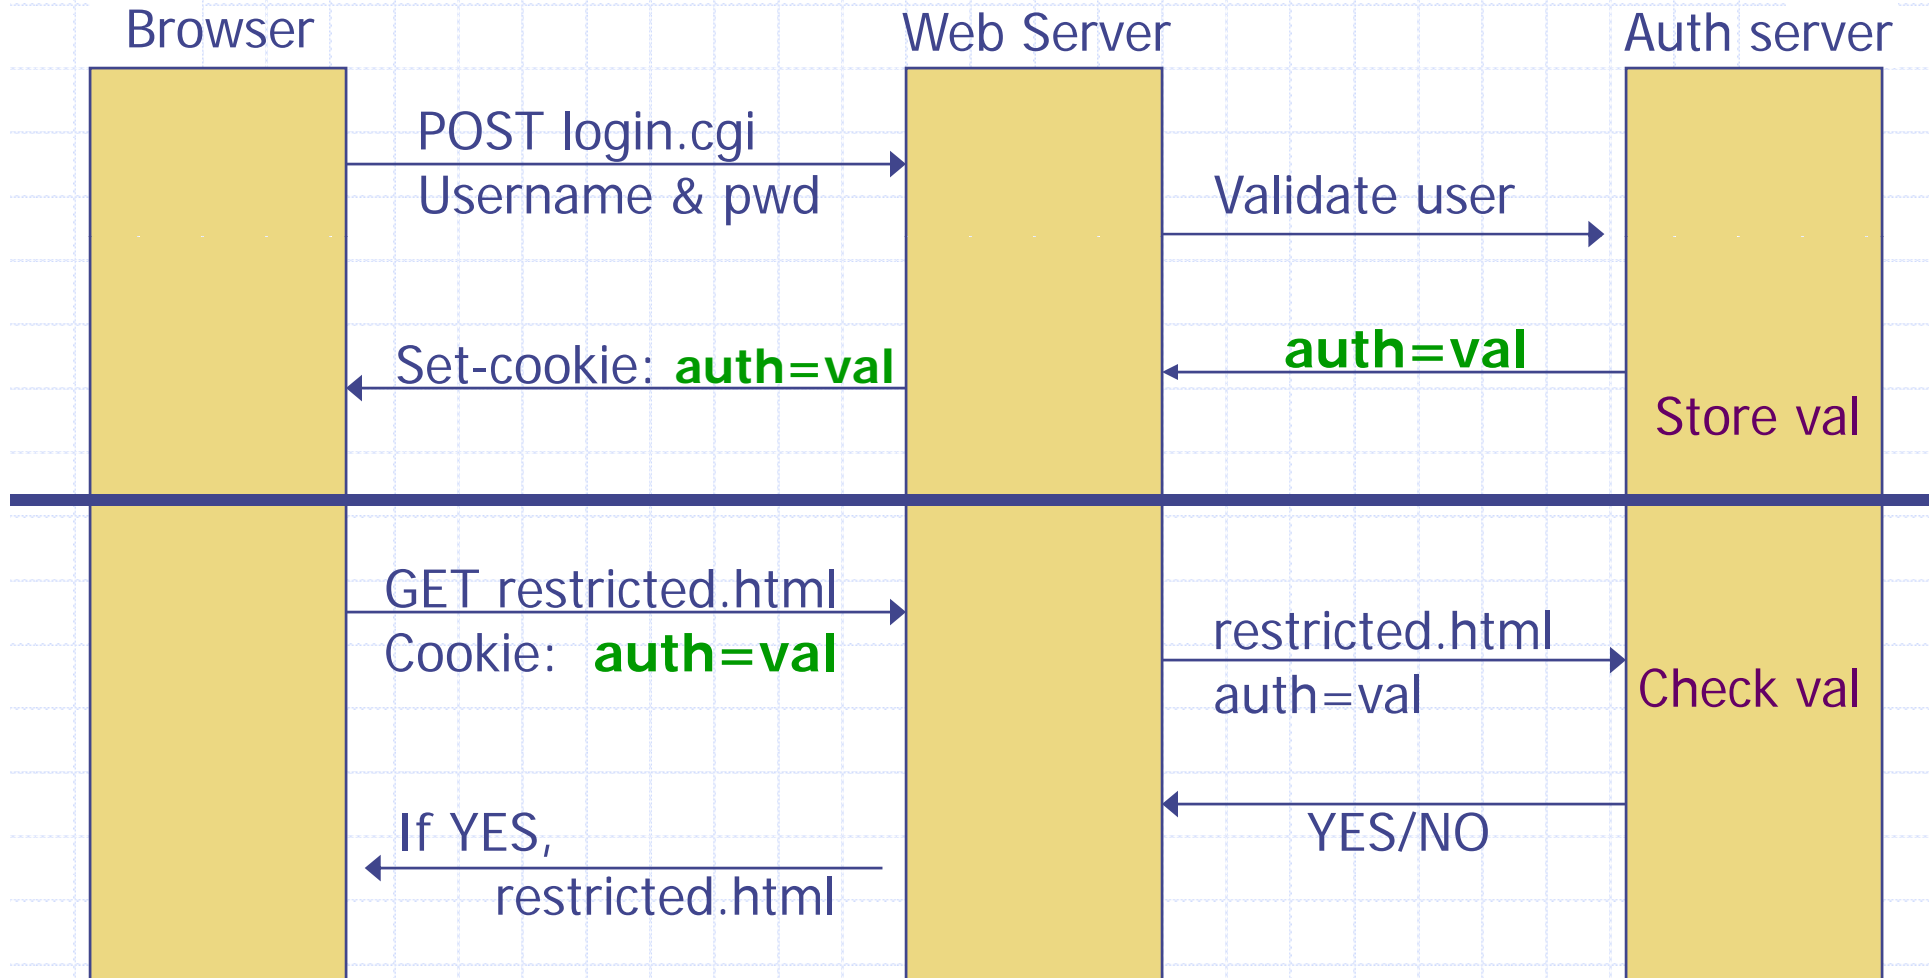 Browser
Web Server
Auth server
POST login.cgi
Username & pwd
Validate user
Set-cookie: auth=val
auth=val
Store val
GET restricted.html
Cookie: auth=val
restricted.html
auth=val
Check val
If YES,
restricted.html
YES/NO